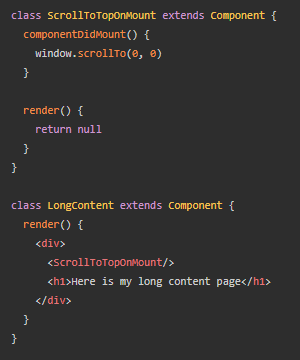 class ScrollToTopOnMount extends Component {
  componentDidMount() {
    window.scrollTo(0, 0)
  }

  render() {
    return null
  }
}

class LongContent extends Component {
  render() {
    <div>
      <ScrollToTopOnMount/>
      <h1>Here is my long content page</h1>
    </div>
  }
}